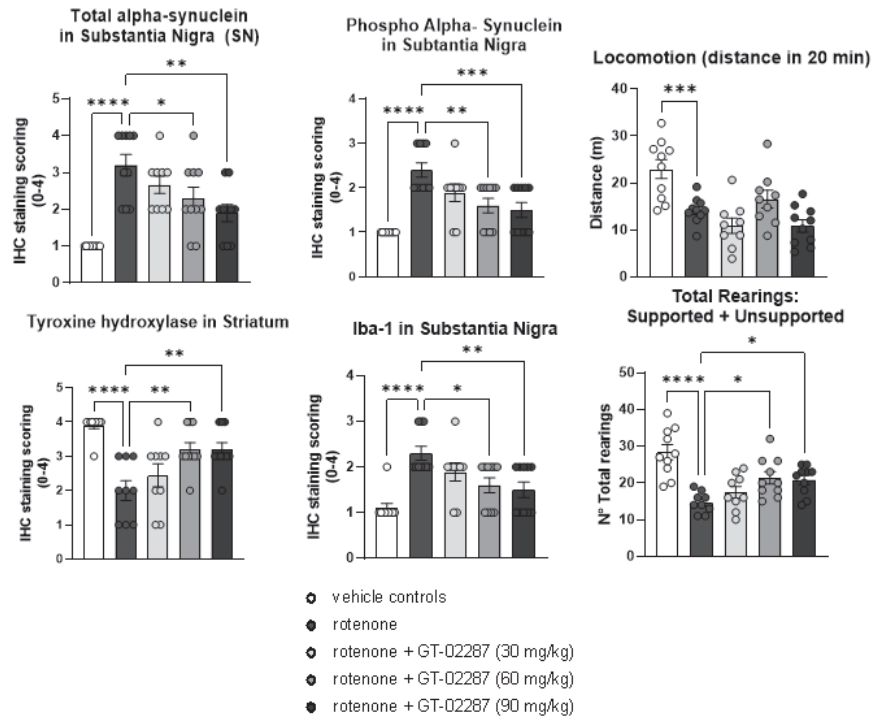 Total alpha-synuclein
in Substantia Nigra (SN)
**
**** *
IHC staining scoring
(0-4)
5
4
3
2
1
0
Phospho Alpha- Synuclein
in Subtantia Nigra
***
**** **
IHC staining scoring
(0-4)
4
3
2
1
0
Locomotion (distance in 20 min)
***
Distance (m)
40
30
20
10
0
Tyroxine hydroxylase in Striatum
**
**** **
IHC staining scoring
(0-4)
5
4
3
2
1
0
Iba-1 in Substantia Nigra
**
**** *
IHC staining scoring
(0-4)
4
3
2
1
0
Total Rearings:
Supported + Unsupported
*
**** *
N° Total rearings
50
40
30
20
10
0
vehicle controls
rotenone
rotenone + GT-02287 (30 mg/kg)
rotenone + GT-02287 (60 mg/kg)
rotenone + GT-02287 (90 mg/kg)